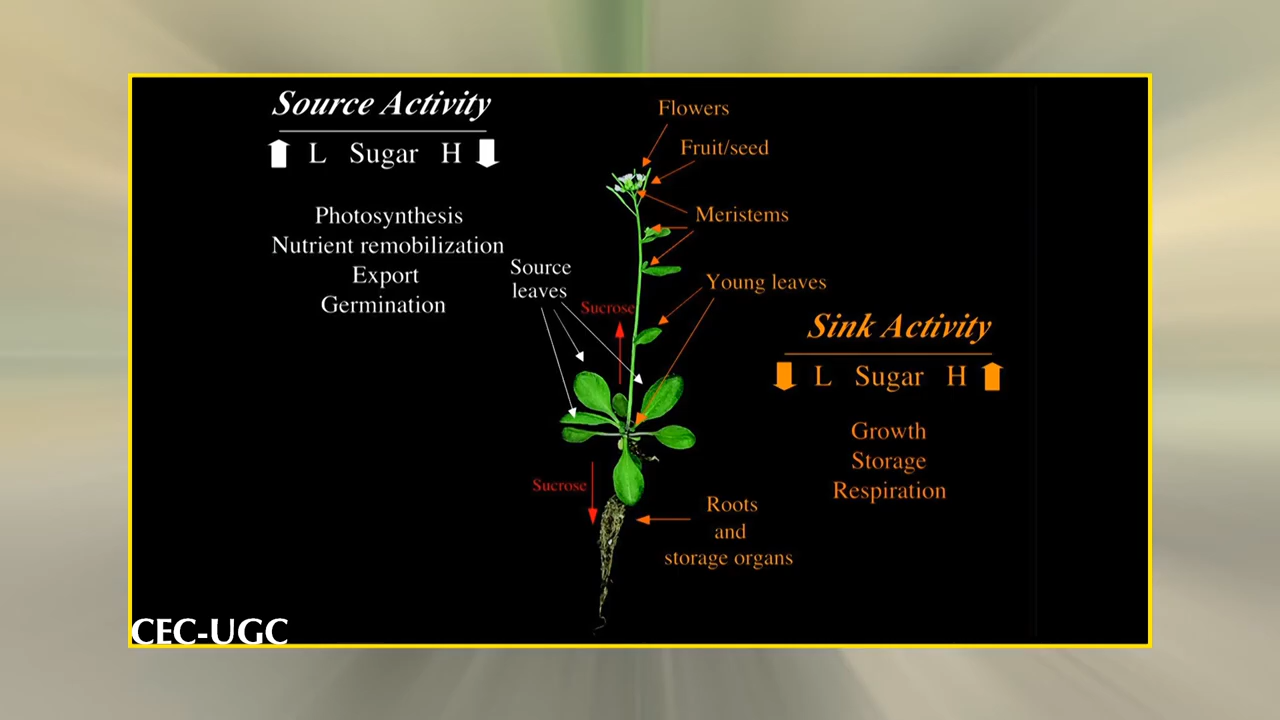 Source Activity
L Sugar H
Photosynthesis
Nutrient remobilization
Export
Germination
Source
leaves
Sucrose
Flowers
Fruit/seed
Meristems
Young leaves
Sink Activity
L Sugar H
Growth
Storage
Respiration
Sucrose
Roots
and
storage organs
CEC-UGC